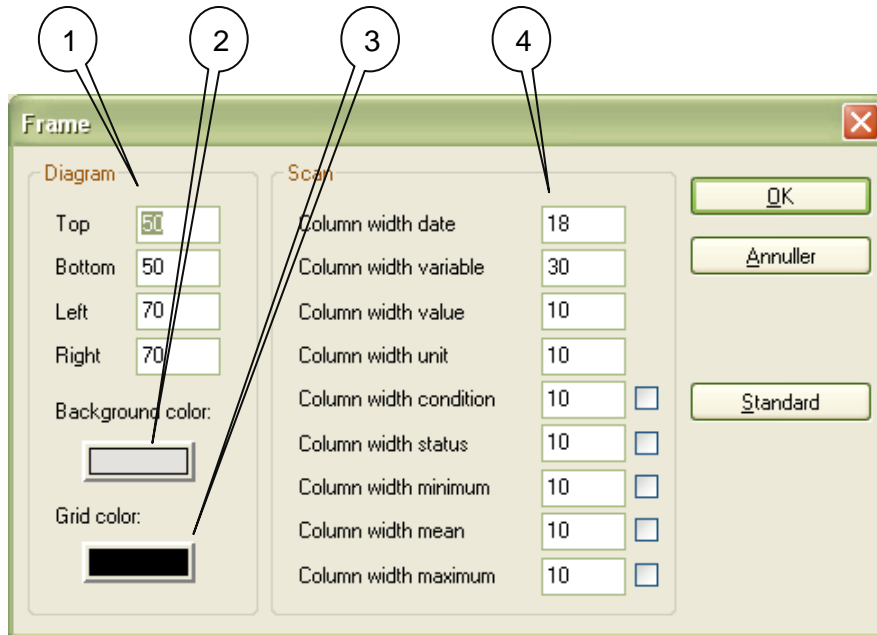 1 2 3 4
Frame
Diagram
Top 50
Bottom 50
Left 70
Right 70
Background color:
Grid color:
Scan
Column width date 18
Column width variable 30
Column width value 10
Column width unit 10
Column width condition 10
Column width status 10
Column width minimum 10
Column width mean 10
Column width maximum 10
OK
Annuller
Standard